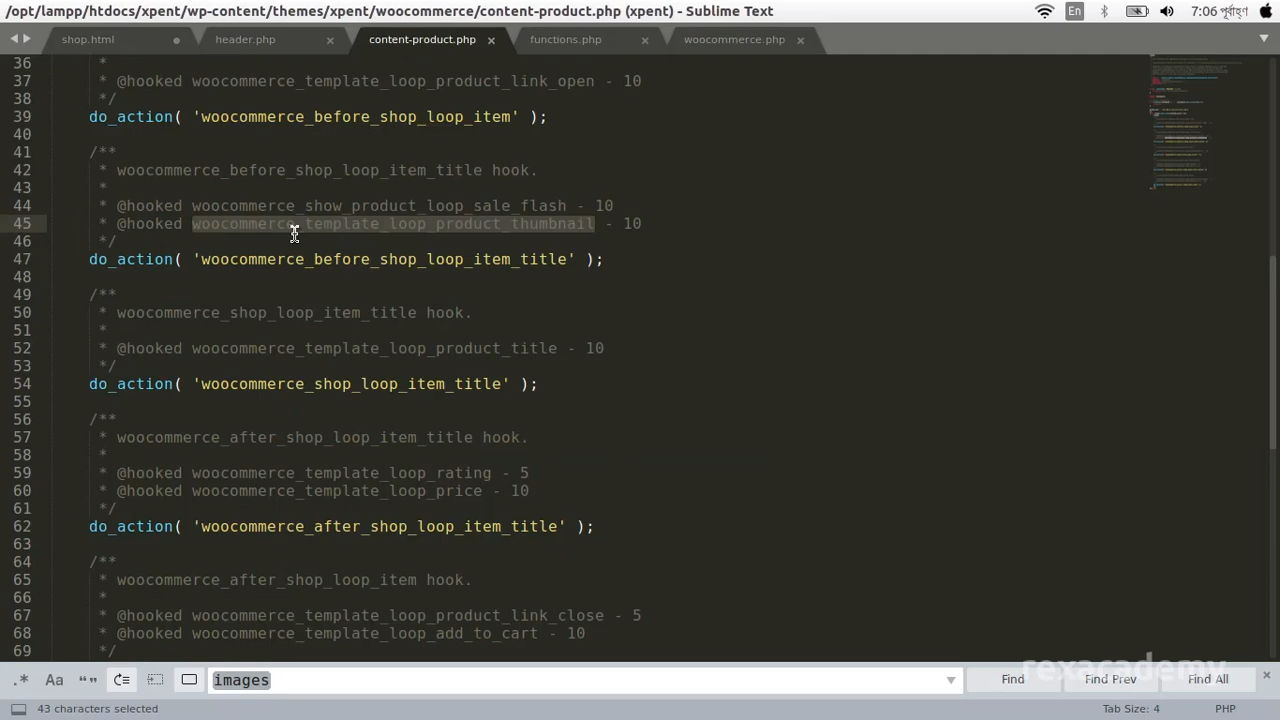 /opt/lampp/htdocs/xpent/wp-content/themes/xpent/woocommerce/content-product.php (xpent) - Sublime Text
En
7:06 পূর্বাহ্ণ
shop.html
header.php
content-product.php
functions.php
woocommerce.php
36 *
37 * @hooked woocommerce_template_loop_product_link_open - 10
38 */
39 do_action( 'woocommerce_before_shop_loop_item' );
40
41 /**
42 * woocommerce_before_shop_loop_item_title hook.
43 *
44 * @hooked woocommerce_show_product_loop_sale_flash - 10
45 * @hooked woocommerce_template_loop_product_thumbnail - 10
46 */
47 do_action( 'woocommerce_before_shop_loop_item_title' );
48
49 /**
50 * woocommerce_shop_loop_item_title hook.
51 *
52 * @hooked woocommerce_template_loop_product_title - 10
53 */
54 do_action( 'woocommerce_shop_loop_item_title' );
55
56 /**
57 * woocommerce_after_shop_loop_item_title hook.
58 *
59 * @hooked woocommerce_template_loop_rating - 5
60 * @hooked woocommerce_template_loop_price - 10
61 */
62 do_action( 'woocommerce_after_shop_loop_item_title' );
63
64 /**
65 * woocommerce_after_shop_loop_item hook.
66 *
67 * @hooked woocommerce_template_loop_product_link_close - 5
68 * @hooked woocommerce_template_loop_add_to_cart - 10
69 */
rexacademy
.* Aa “” images Find Find Prev Find All
43 characters selected
Tab Size: 4
PHP